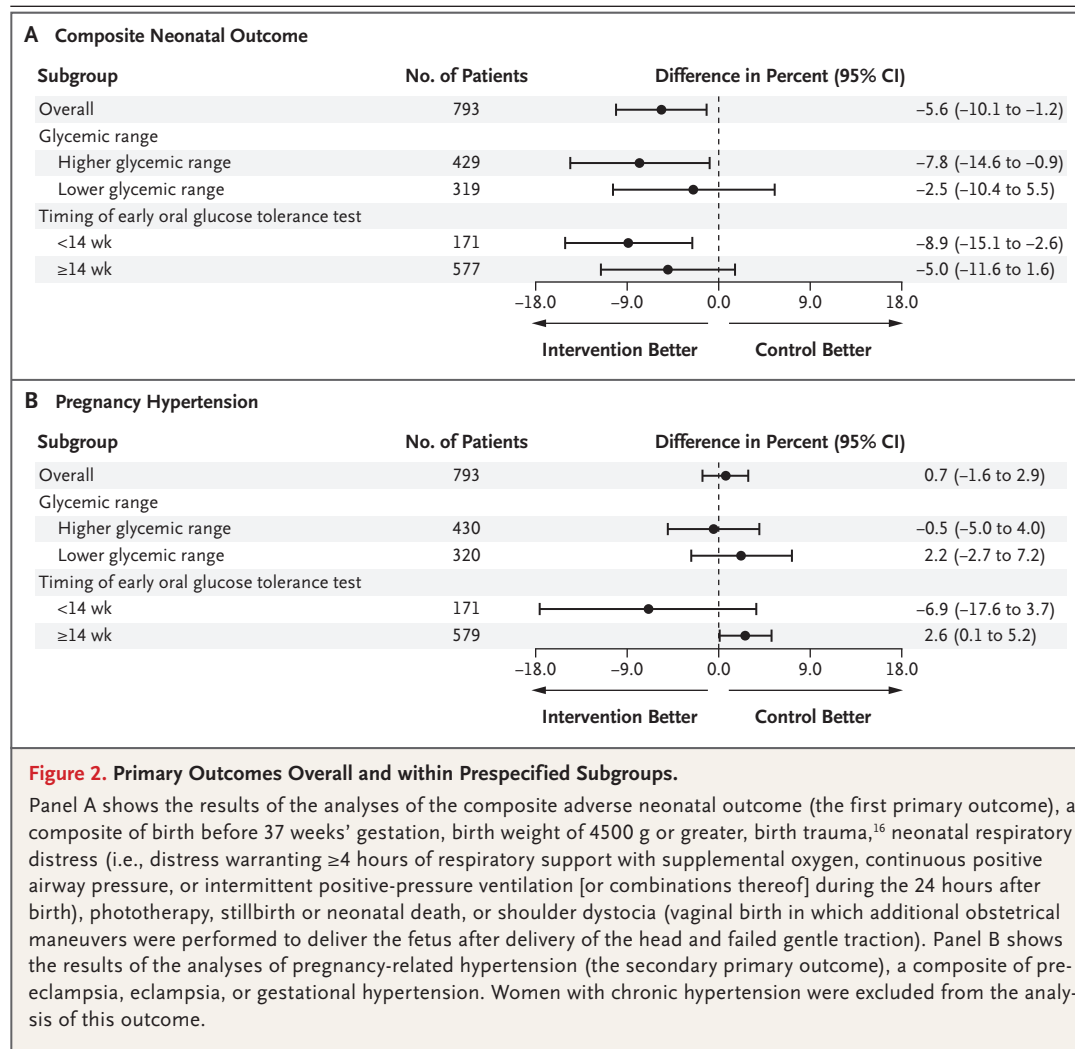 A Composite Neonatal Outcome
Subgroup No. of Patients Difference in Percent (95% CI)
Overall 793 –5.6 (–10.1 to –1.2)
Glycemic range
Higher glycemic range 429 –7.8 (–14.6 to –0.9)
Lower glycemic range 319 –2.5 (–10.4 to 5.5)
Timing of early oral glucose tolerance test
<14 wk 171 –8.9 (–15.1 to –2.6)
≥14 wk 577 –5.0 (–11.6 to 1.6)
–18.0 –9.0 0.0 9.0 18.0
Intervention Better Control Better
B Pregnancy Hypertension
Subgroup No. of Patients Difference in Percent (95% CI)
Overall 793 0.7 (–1.6 to 2.9)
Glycemic range
Higher glycemic range 430 –0.5 (–5.0 to 4.0)
Lower glycemic range 320 2.2 (–2.7 to 7.2)
Timing of early oral glucose tolerance test
<14 wk 171 –6.9 (–17.6 to 3.7)
≥14 wk 579 2.6 (0.1 to 5.2)
–18.0 –9.0 0.0 9.0 18.0
Intervention Better Control Better
Figure 2. Primary Outcomes Overall and within Prespecified Subgroups.
Panel A shows the results of the analyses of the composite adverse neonatal outcome (the first primary outcome), a
composite of birth before 37 weeks’ gestation, birth weight of 4500 g or greater, birth trauma,16 neonatal respiratory
distress (i.e., distress warranting ≥4 hours of respiratory support with supplemental oxygen, continuous positive
airway pressure, or intermittent positive-pressure ventilation [or combinations thereof] during the 24 hours after
birth), phototherapy, stillbirth or neonatal death, or shoulder dystocia (vaginal birth in which additional obstetrical
maneuvers were performed to deliver the fetus after delivery of the head and failed gentle traction). Panel B shows
the results of the analyses of pregnancy-related hypertension (the secondary primary outcome), a composite of pre-
eclampsia, eclampsia, or gestational hypertension. Women with chronic hypertension were excluded from the analy-
sis of this outcome.